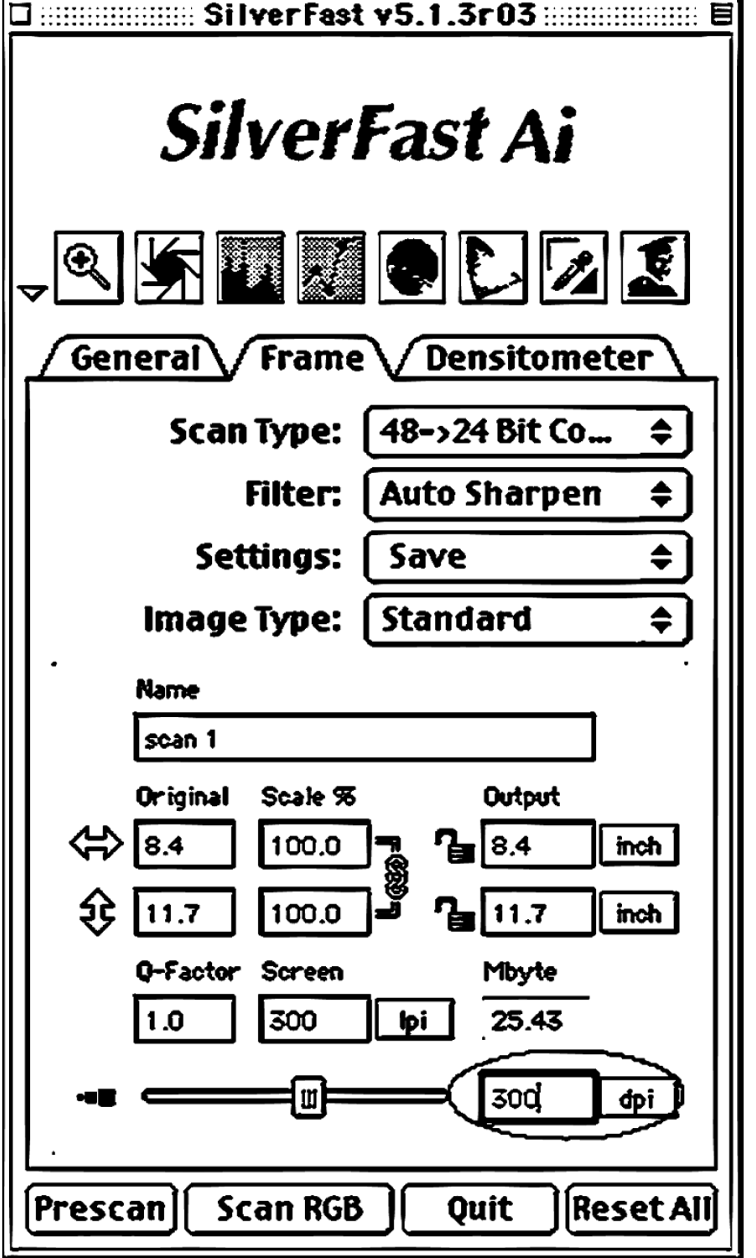 SilverFast v5.1.3r03
SilverFast Ai
General Frame Densitometer
Scan Type: 48->24 Bit Co...
Filter: Auto Sharpen
Settings: Save
Image Type: Standard
Name
scan 1
Original Scale % Output
8.4 100.0 8.4 inch
11.7 100.0 11.7 inch
Q-Factor Screen Mbyte
1.0 300 lpi 25.43
300 dpi
Prescan Scan RGB Quit Reset All